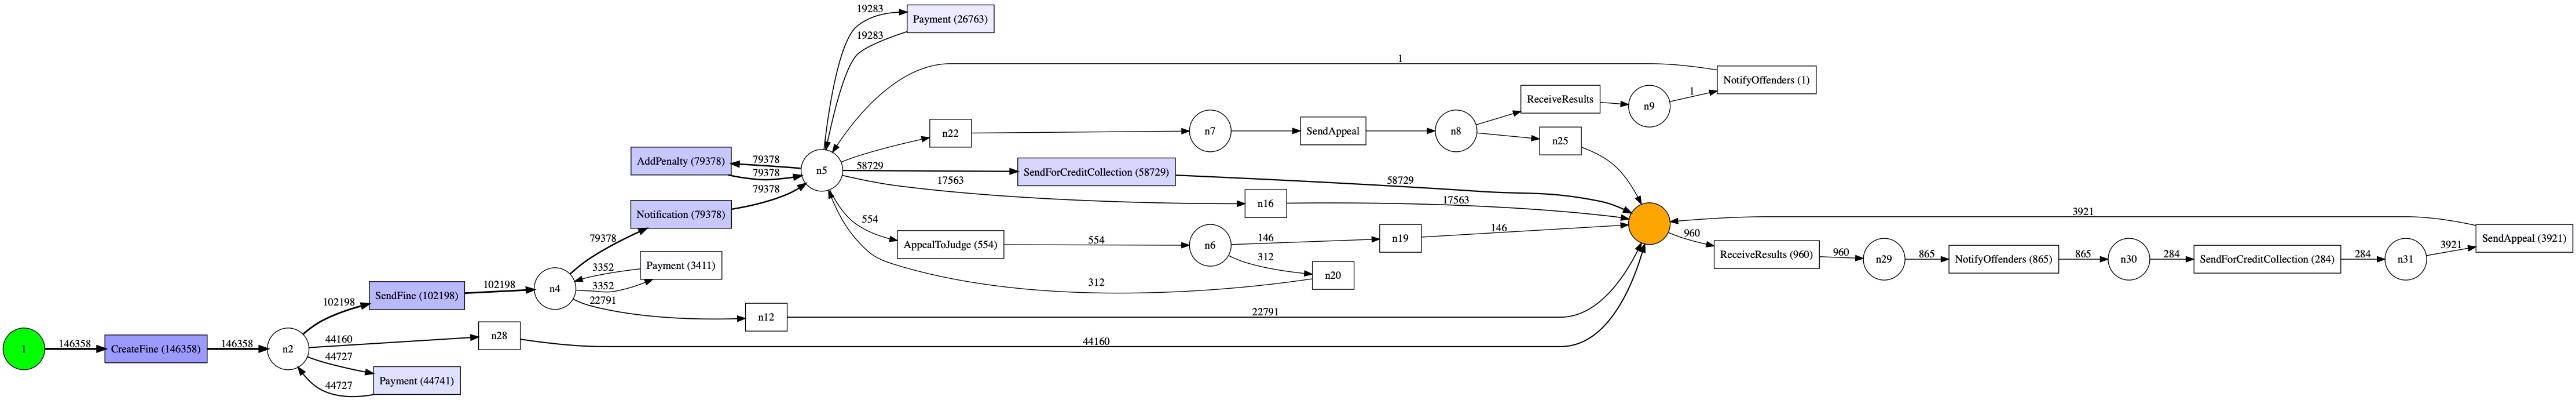 19283
Payment (26763)
19283
1
NotifyOffenders (1)
ReceiveResults
n9
1
n22
n7
SendAppeal
n8
n25
AddPenalty (79378)
79378
79378
n5
58729
SendForCreditCollection (58729)
58729
17563
n16
17563
Notification (79378)
79378
554
AppealToJudge (554)
554
n6
146
n19
146
312
n20
312
3921
960
ReceiveResults (960)
960
n29
865
NotifyOffenders (865)
865
n30
284
SendForCreditCollection (284)
284
n31
3921
SendAppeal (3921)
79378
3352
Payment (3411)
3352
n4
22791
n12
22791
102198
SendFine (102198)
102198
1
146358
CreateFine (146358)
146358
n2
44160
n28
44160
44727
Payment (44741)
44727